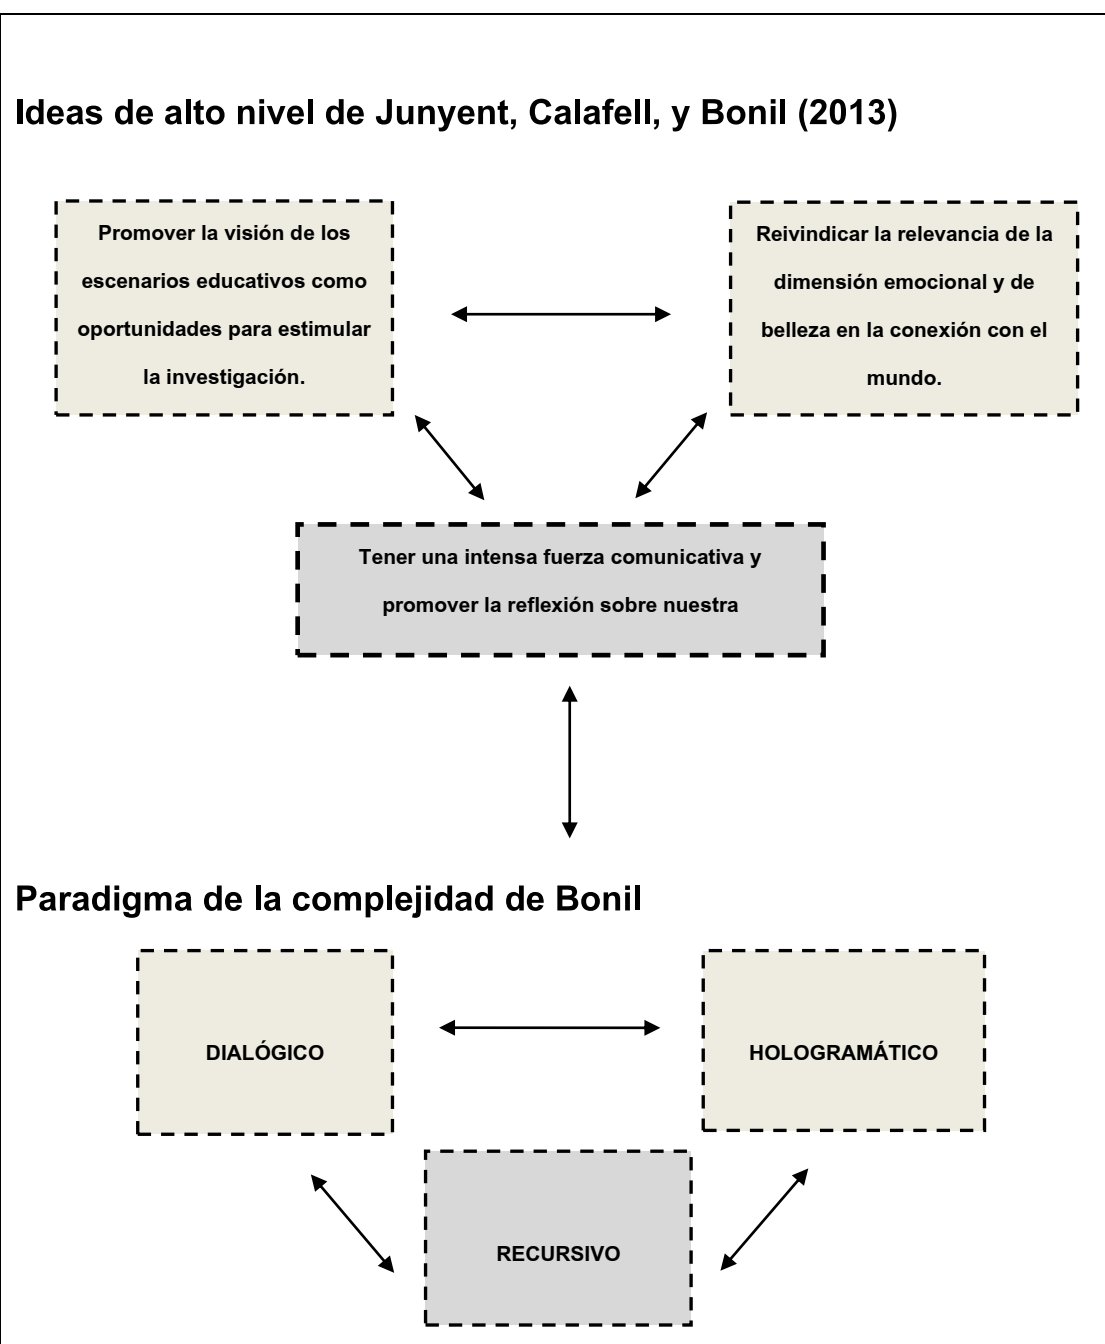 Ideas de alto nivel de Junyent, Calafell, y Bonil (2013)
Promover la visión de los
escenarios educativos como
oportunidades para estimular
la investigación.
Reivindicar la relevancia de la
dimensión emocional y de
belleza en la conexión con el
mundo.
Tener una intensa fuerza comunicativa y
promover la reflexión sobre nuestra
Paradigma de la complejidad de Bonil
DIALÓGICO
HOLOGRAMÁTICO
RECURSIVO